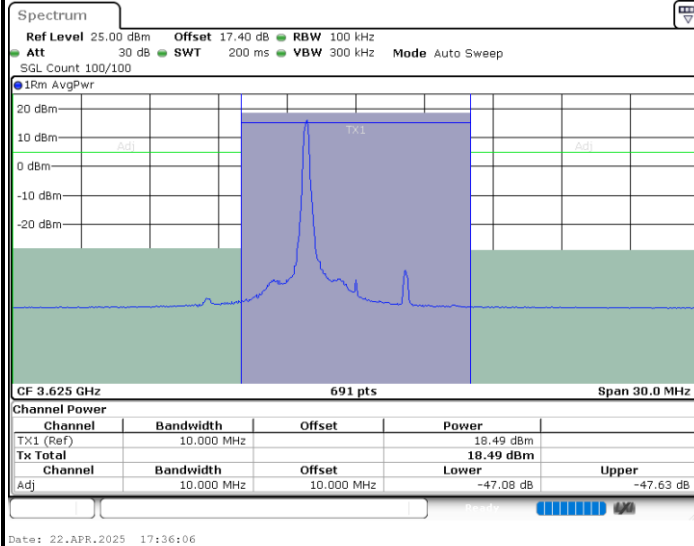 Spectrum
Ref Level 25.00 dBm Offset 17.40 dB RBW 100 kHz
Att 30 dB SWT 200 ms VBW 300 kHz Mode Auto Sweep
SGL Count 100/100
1Rm AvgPwr
20 dBm
TX1
10 dBm
Adj Adj
0 dBm
-10 dBm
-20 dBm
CF 3.625 GHz 691 pts Span 30.0 MHz
Channel Power
Channel Bandwidth Offset Power
TX1 (Ref) 10.000 MHz 18.49 dBm
Tx Total 18.49 dBm
Channel Bandwidth Offset Lower Upper
Adj 10.000 MHz 10.000 MHz -47.08 dB -47.63 dB
Ready
Date: 22.APR.2025 17:36:06